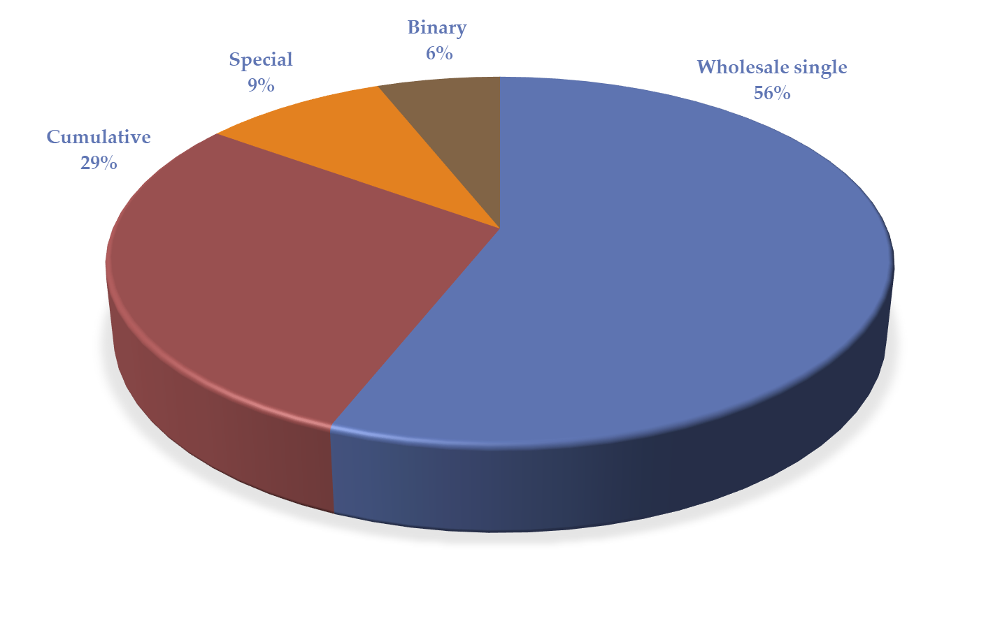 Binary
6%
Special
9%
Wholesale single
56%
Cumulative
29%